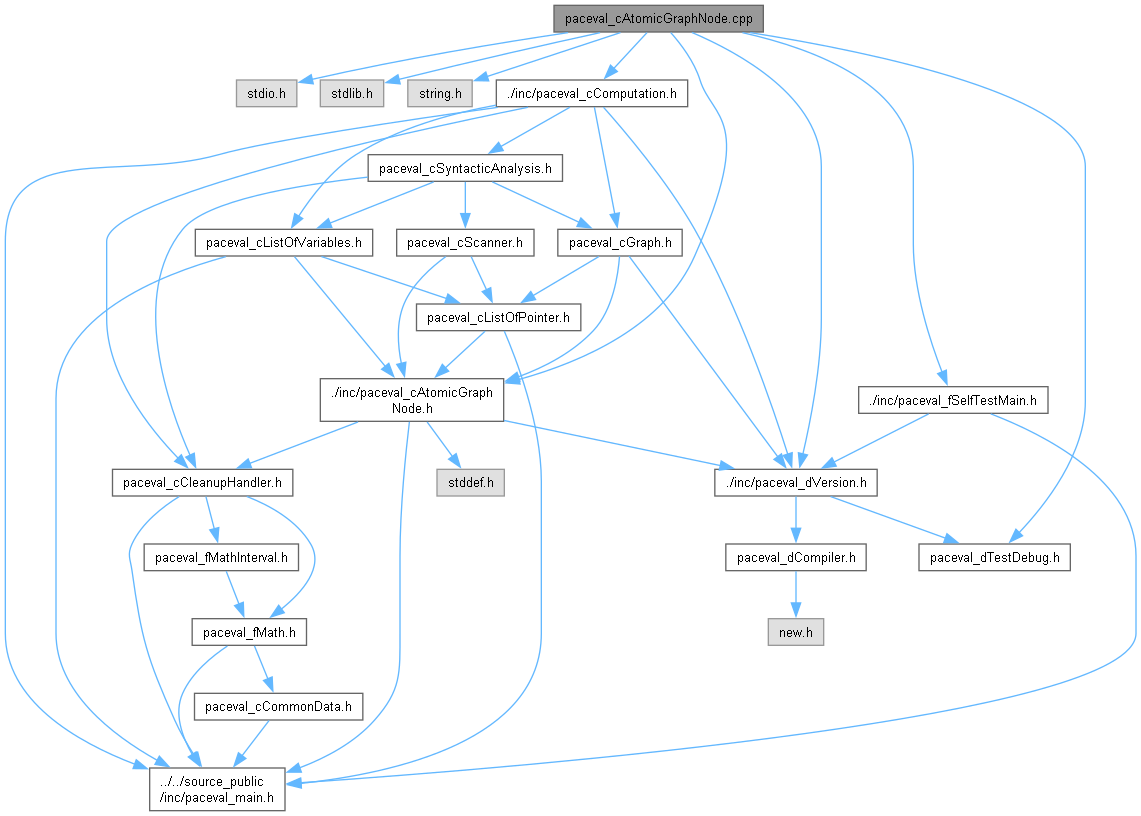 paceval_cAtomicGraphNode.cpp
stdio.h
stdlib.h
string.h
./inc/paceval_cComputation.h
paceval_cSyntacticAnalysis.h
paceval_cListOfVariables.h
paceval_cScanner.h
paceval_cGraph.h
paceval_cListOfPointer.h
./inc/paceval_cAtomicGraph
Node.h
./inc/paceval_fSelfTestMain.h
paceval_cCleanupHandler.h
stddef.h
./inc/paceval_dVersion.h
paceval_fMathInterval.h
paceval_dCompiler.h
paceval_dTestDebug.h
paceval_fMath.h
new.h
paceval_cCommonData.h
../../source_public
/inc/paceval_main.h